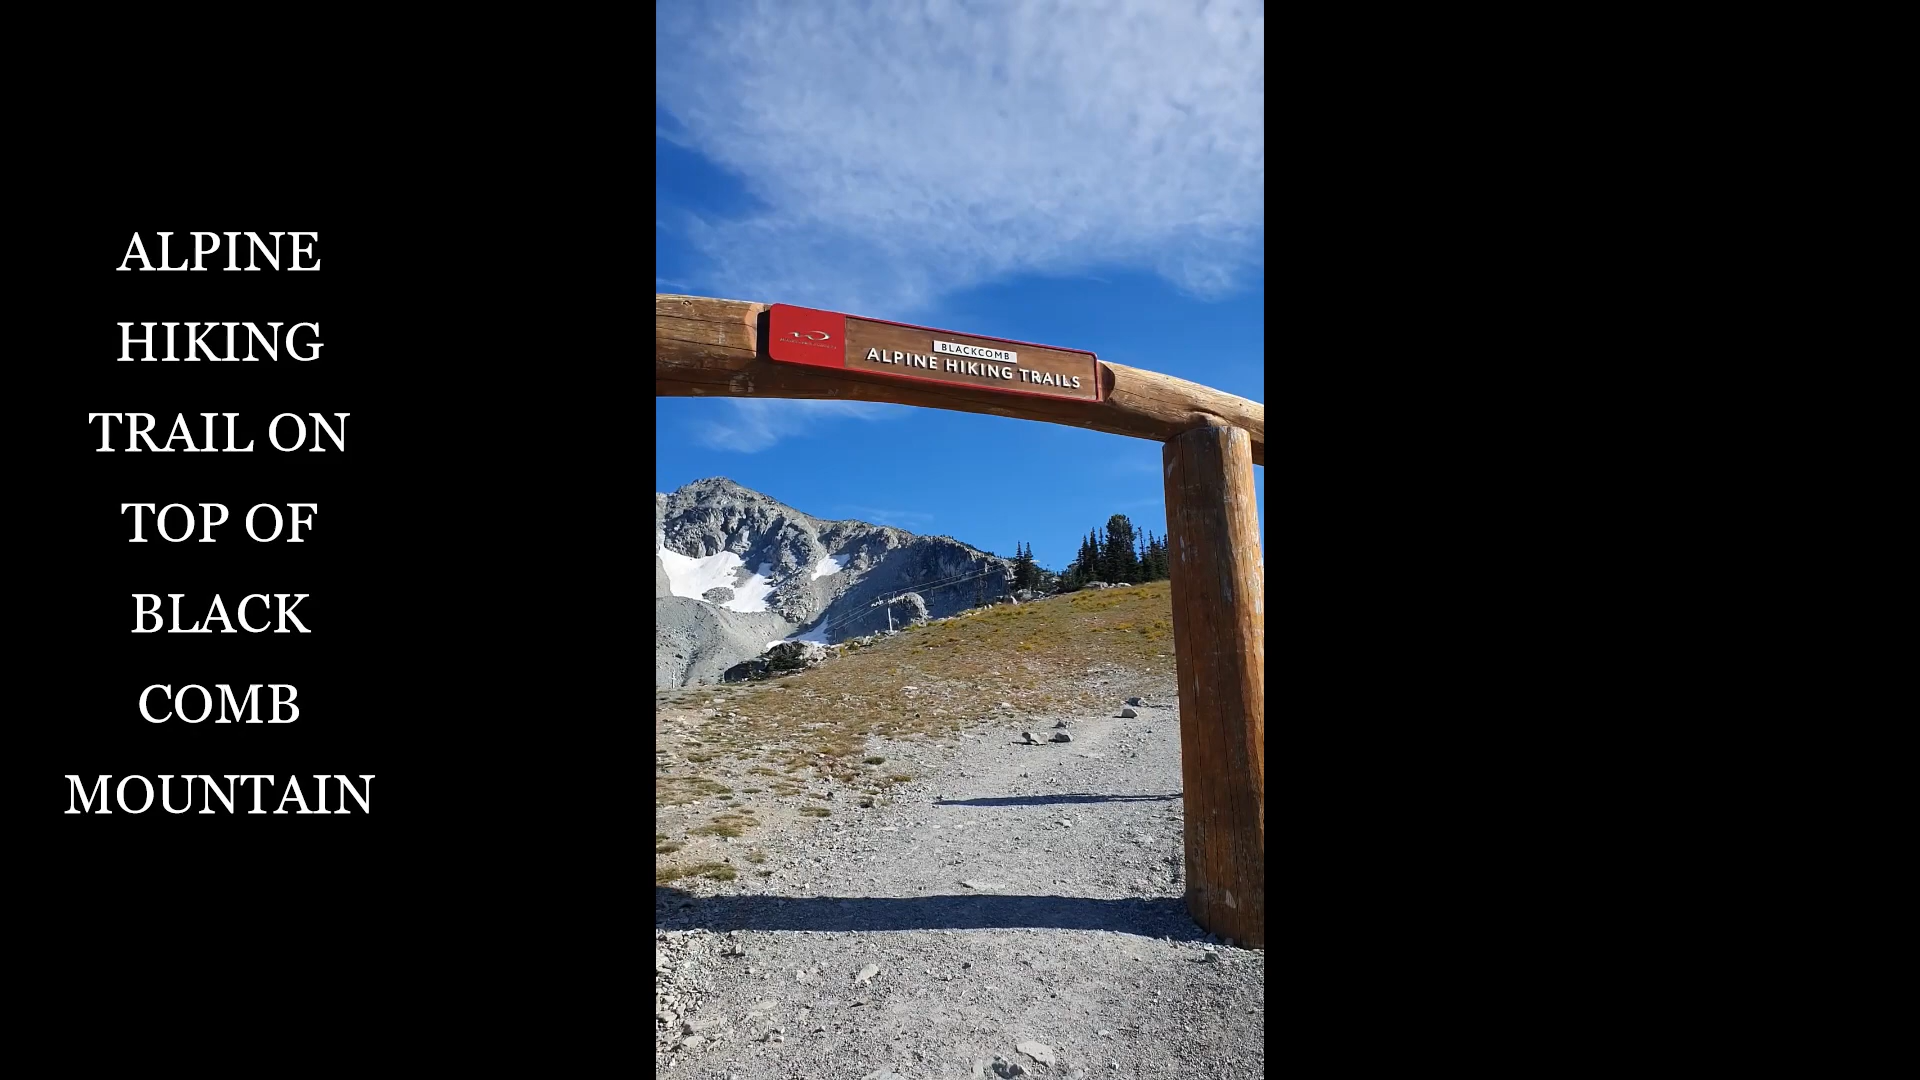 ALPINE
HIKING
TRAIL ON
TOP OF
BLACK
COMB
MOUNTAIN
BLACKCOMB
ALPINE HIKING TRAILS